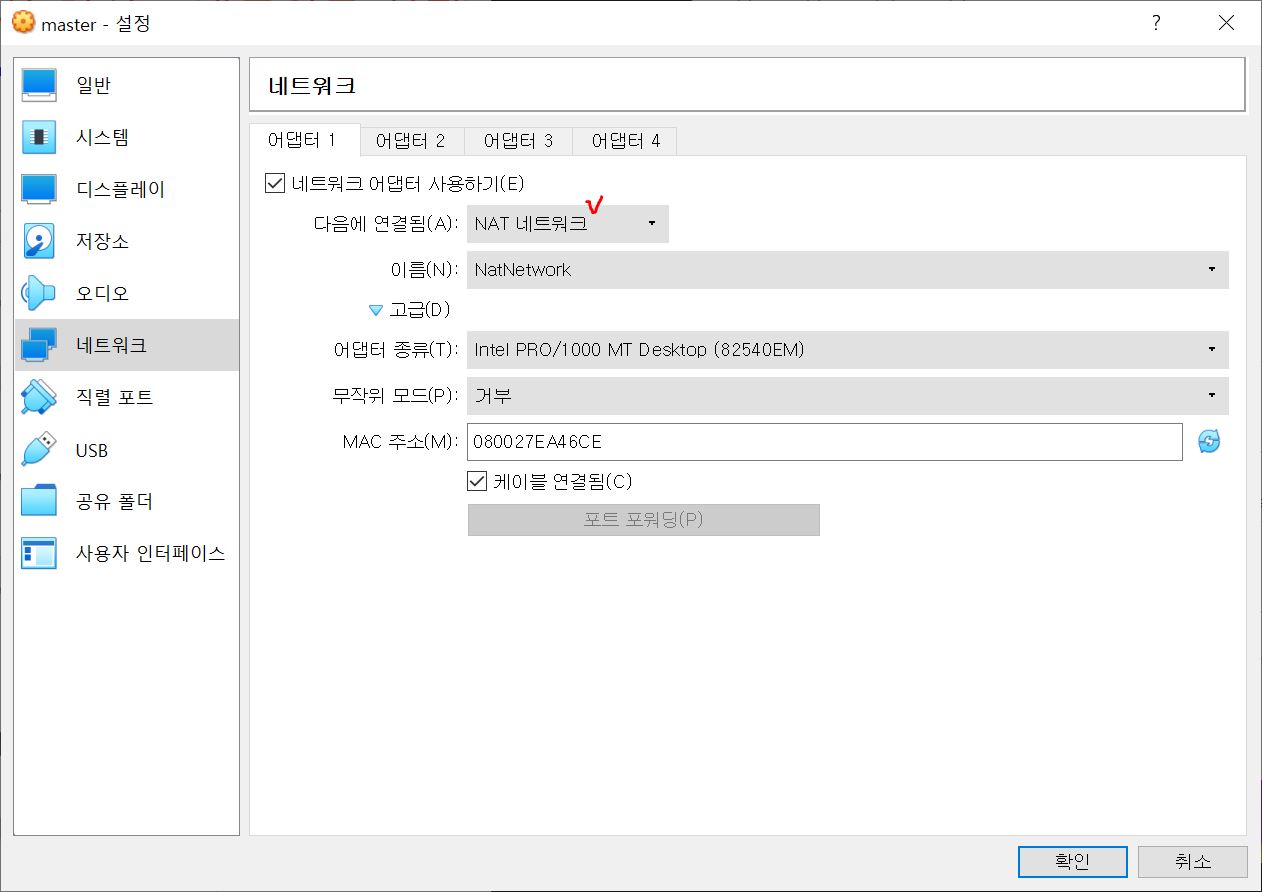 master - 설정
?
일반
시스템
디스플레이
저장소
오디오
네트워크
직렬 포트
USB
공유 폴더
사용자 인터페이스
네트워크
어댑터 1 어댑터 2 어댑터 3 어댑터 4
네트워크 어댑터 사용하기(E)
다음에 연결됨(A): NAT 네트워크
이름(N): NatNetwork
고급(D)
어댑터 종류(T): Intel PRO/1000 MT Desktop (82540EM)
무작위 모드(P): 거부
MAC 주소(M): 080027EA46CE
케이블 연결됨(C)
포트 포워딩(P)
확인 취소